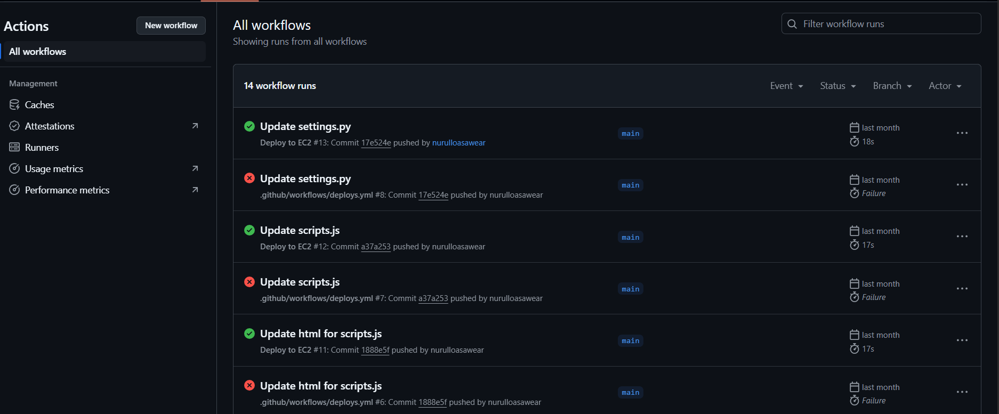 Actions
New workflow
All workflows
Management
Caches
Attestations
Runners
Usage metrics
Performance metrics
All workflows
Showing runs from all workflows
Filter workflow runs
14 workflow runs
Event
Status
Branch
Actor
Update settings.py
Deploy to EC2 #13: Commit 17e524e pushed by nurulloasawear
main
last month
18s
Update settings.py
.github/workflows/deploys.yml #8: Commit 17e524e pushed by nurulloasawear
main
last month
Failure
Update scripts.js
Deploy to EC2 #12: Commit a37a253 pushed by nurulloasawear
main
last month
17s
Update scripts.js
.github/workflows/deploys.yml #7: Commit a37a253 pushed by nurulloasawear
main
last month
Failure
Update html for scripts.js
Deploy to EC2 #11: Commit 1888e5f pushed by nurulloasawear
main
last month
17s
Update html for scripts.js
.github/workflows/deploys.yml #6: Commit 1888e5f pushed by nurulloasawear
main
last month
Failure